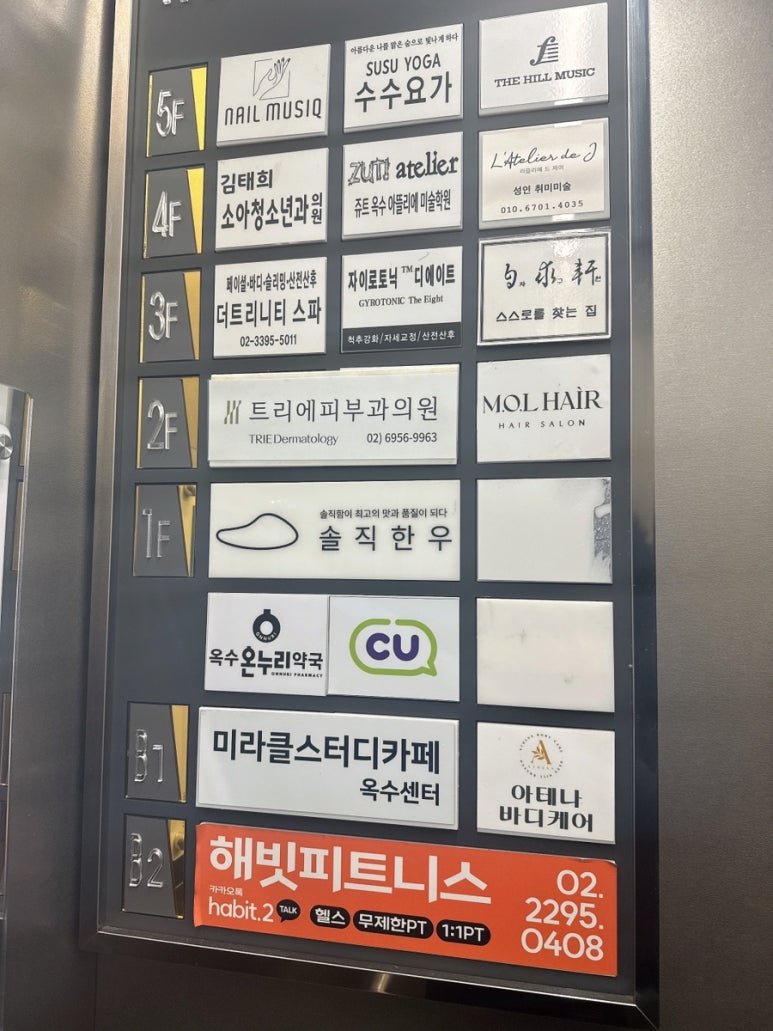 5F
NAIL MUSIQ
아름다운 나를 맑은 숨으로 빛나게 하다
SUSU YOGA
수수요가
THE HILL MUSIC
4F
김태희
소아청소년과의원
ZUT! atelier
쥬트 옥수 아뜰리에 미술학원
L'Atelier de J
라뜰리에 드 제이
성인 취미미술
010.6701.4035
3F
페이셜•바디•슬리밍•산전산후
더트리니티 스파
02-3395-5011
자이로토닉™디에이트
GYROTONIC The Eight
척추강화/자세교정/산전산후
스스로를 찾는 집
2F
트리에피부과의원
TRIE Dermatology 02) 6956-9963
M.O.L HAIR
HAIR SALON
1F
솔직함이 최고의 맛과 품질이 되다
솔직한우
ONNURI
옥수온누리약국
ONNURI PHARMACY
CU
B1
미라클스터디카페
옥수센터
A
아테나
바디케어
B2
해빗피트니스
카카오톡
habit.2 TALK
헬스 무제한PT 1:1PT
02.
2295.
0408